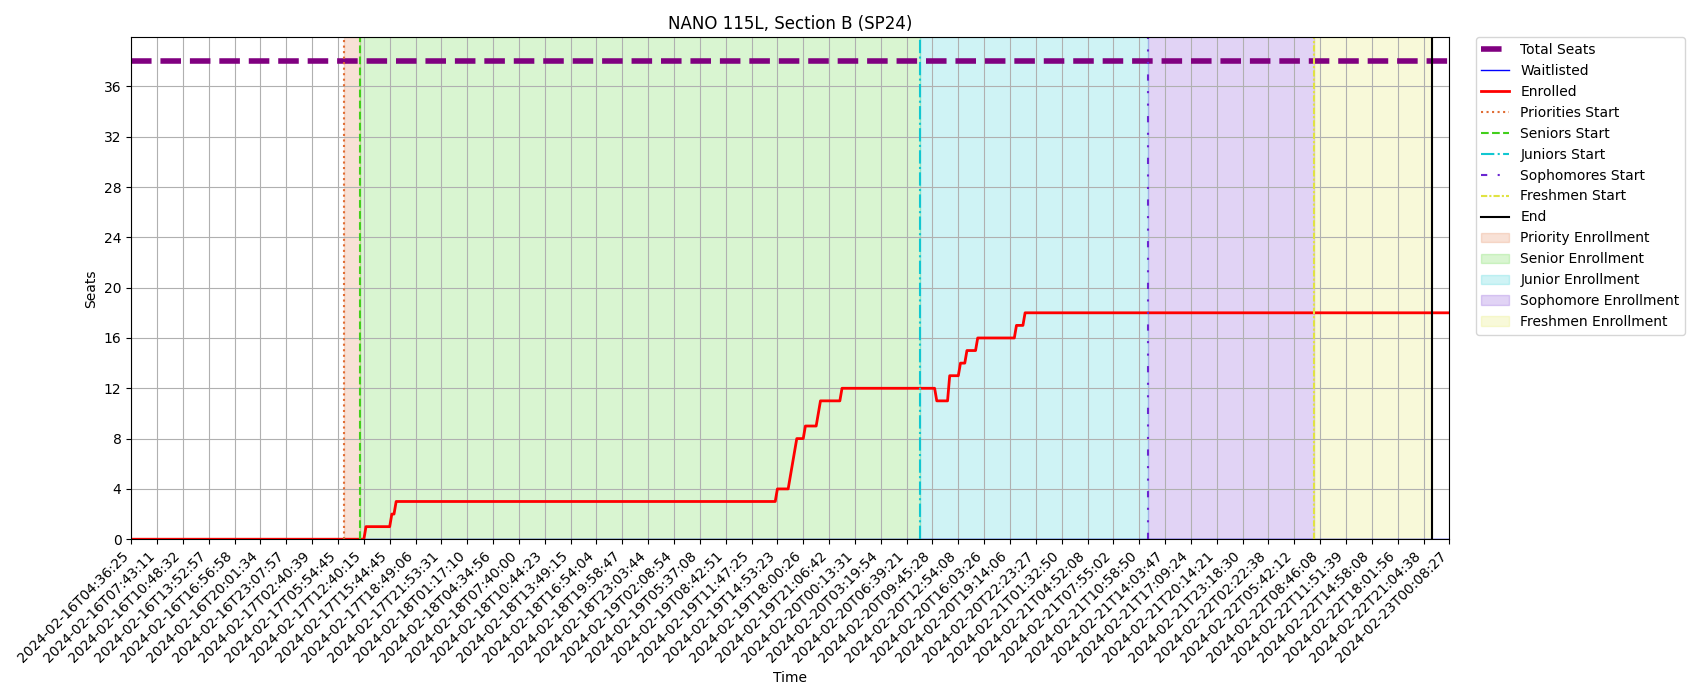 NANO 115L, Section B (SP24)
Seats
36
32
28
24
20
16
12
8
4
0
2024-02-16T04:36:25
2024-02-16T07:43:11
2024-02-16T10:48:32
2024-02-16T13:52:57
2024-02-16T16:56:58
2024-02-16T20:01:34
2024-02-16T23:07:57
2024-02-17T02:40:39
2024-02-17T05:54:45
2024-02-17T12:40:15
2024-02-17T15:44:45
2024-02-17T18:49:06
2024-02-17T21:53:31
2024-02-18T01:17:10
2024-02-18T04:34:56
2024-02-18T07:40:00
2024-02-18T10:44:23
2024-02-18T13:49:15
2024-02-18T16:54:04
2024-02-18T19:58:47
2024-02-18T23:03:44
2024-02-19T02:08:54
2024-02-19T05:37:08
2024-02-19T08:42:51
2024-02-19T11:47:25
2024-02-19T14:53:23
2024-02-19T18:00:26
2024-02-19T21:06:42
2024-02-20T00:13:31
2024-02-20T03:19:54
2024-02-20T06:39:21
2024-02-20T09:45:28
2024-02-20T12:54:08
2024-02-20T16:03:26
2024-02-20T19:14:06
2024-02-20T22:23:27
2024-02-21T01:32:50
2024-02-21T04:52:08
2024-02-21T07:55:02
2024-02-21T10:58:50
2024-02-21T14:03:47
2024-02-21T17:09:24
2024-02-21T20:14:21
2024-02-21T23:18:30
2024-02-22T02:22:38
2024-02-22T05:42:12
2024-02-22T08:46:08
2024-02-22T11:51:39
2024-02-22T14:58:08
2024-02-22T18:01:56
2024-02-22T21:04:38
2024-02-23T00:08:27
Time
Total Seats
Waitlisted
Enrolled
Priorities Start
Seniors Start
Juniors Start
Sophomores Start
Freshmen Start
End
Priority Enrollment
Senior Enrollment
Junior Enrollment
Sophomore Enrollment
Freshmen Enrollment